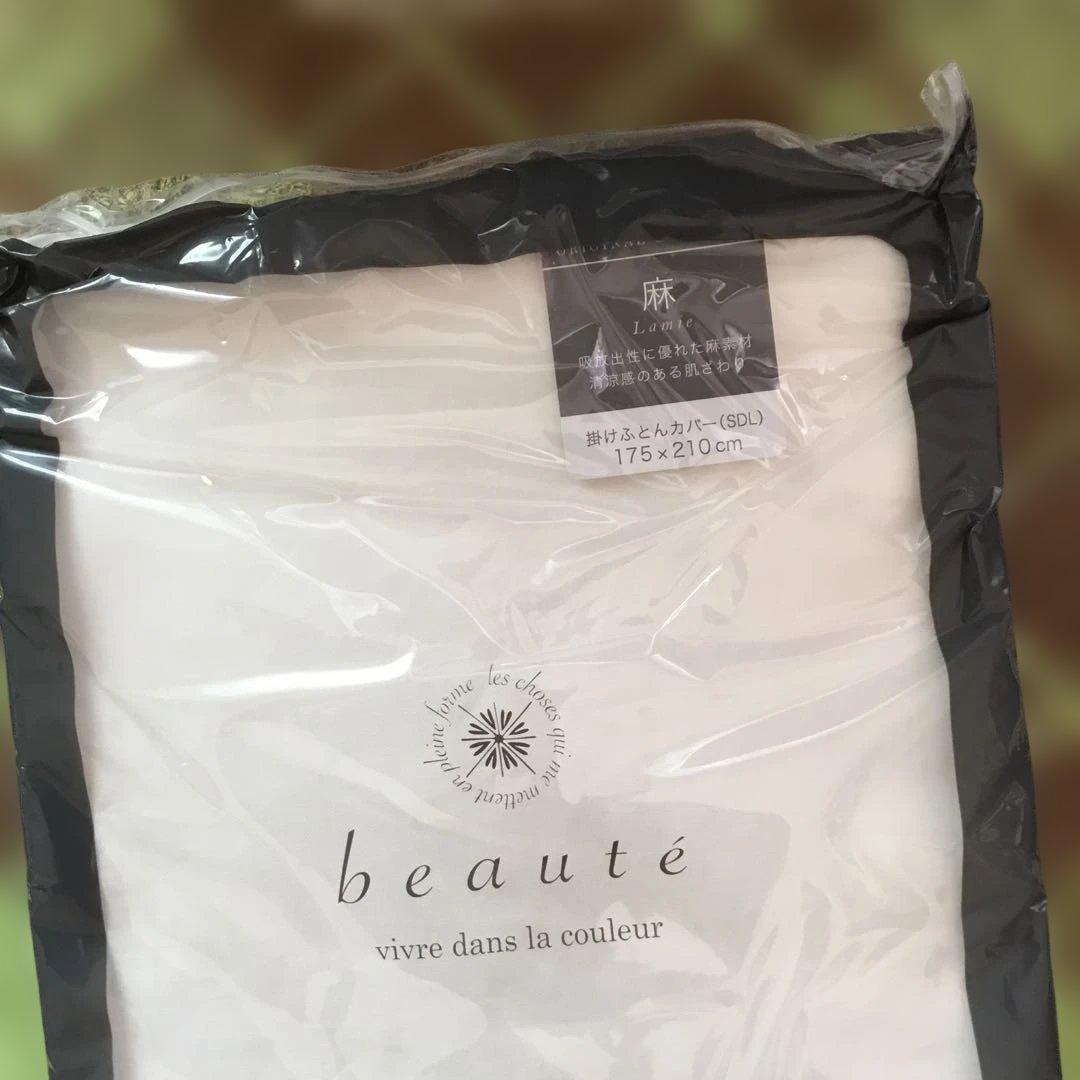 ORIGINAL
麻
Lamie
吸放出性に優れた麻素材
清涼感のある肌ざわり
掛けふとんカバー(SDL)
175×210cm
les choses qui me mettent en pleine forme
beauté
vivre dans la couleur